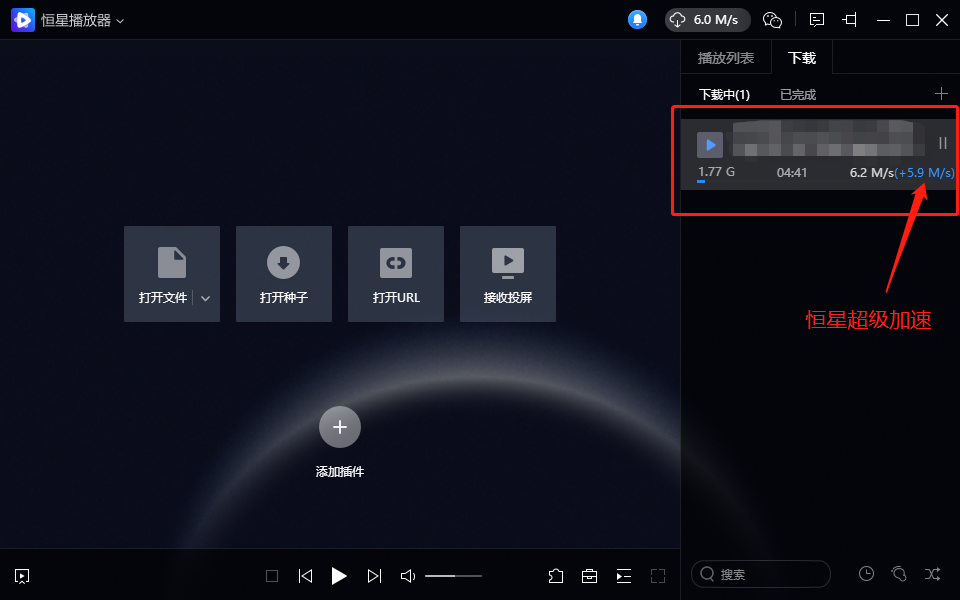 恒星播放器
6.0 M/s
播放列表
下载
下载中(1)
已完成
1.77 G
04:41
6.2 M/s(+5.9 M/s)
恒星超级加速
打开文件
打开种子
打开URL
接收投屏
添加插件
搜索